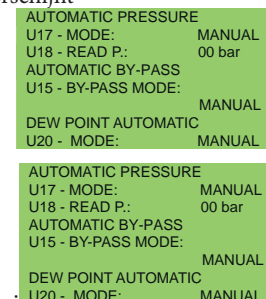 AUTOMATIC PRESSURE
U17 - MODE: MANUAL
U18 - READ P.: 00 bar
AUTOMATIC BY-PASS
U15 - BY-PASS MODE:
MANUAL
DEW POINT AUTOMATIC
U20 - MODE: MANUAL
AUTOMATIC PRESSURE
U17 - MODE: MANUAL
U18 - READ P.: 00 bar
AUTOMATIC BY-PASS
U15 - BY-PASS MODE:
MANUAL
DEW POINT AUTOMATIC
U20 - MODE: MANUAL